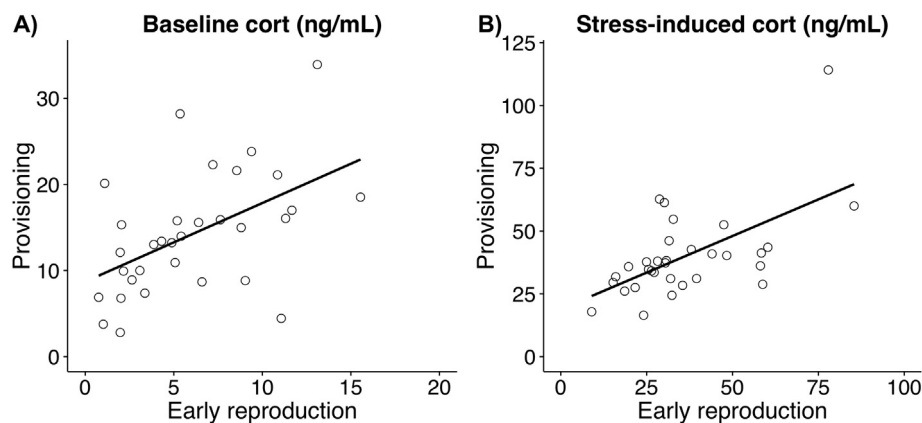 A) Baseline cort (ng/mL)
Provisioning
30
20
10
0
0 5 10 15 20
Early reproduction
B) Stress-induced cort (ng/mL)
Provisioning
125
100
75
50
25
0
0 25 50 75 100
Early reproduction